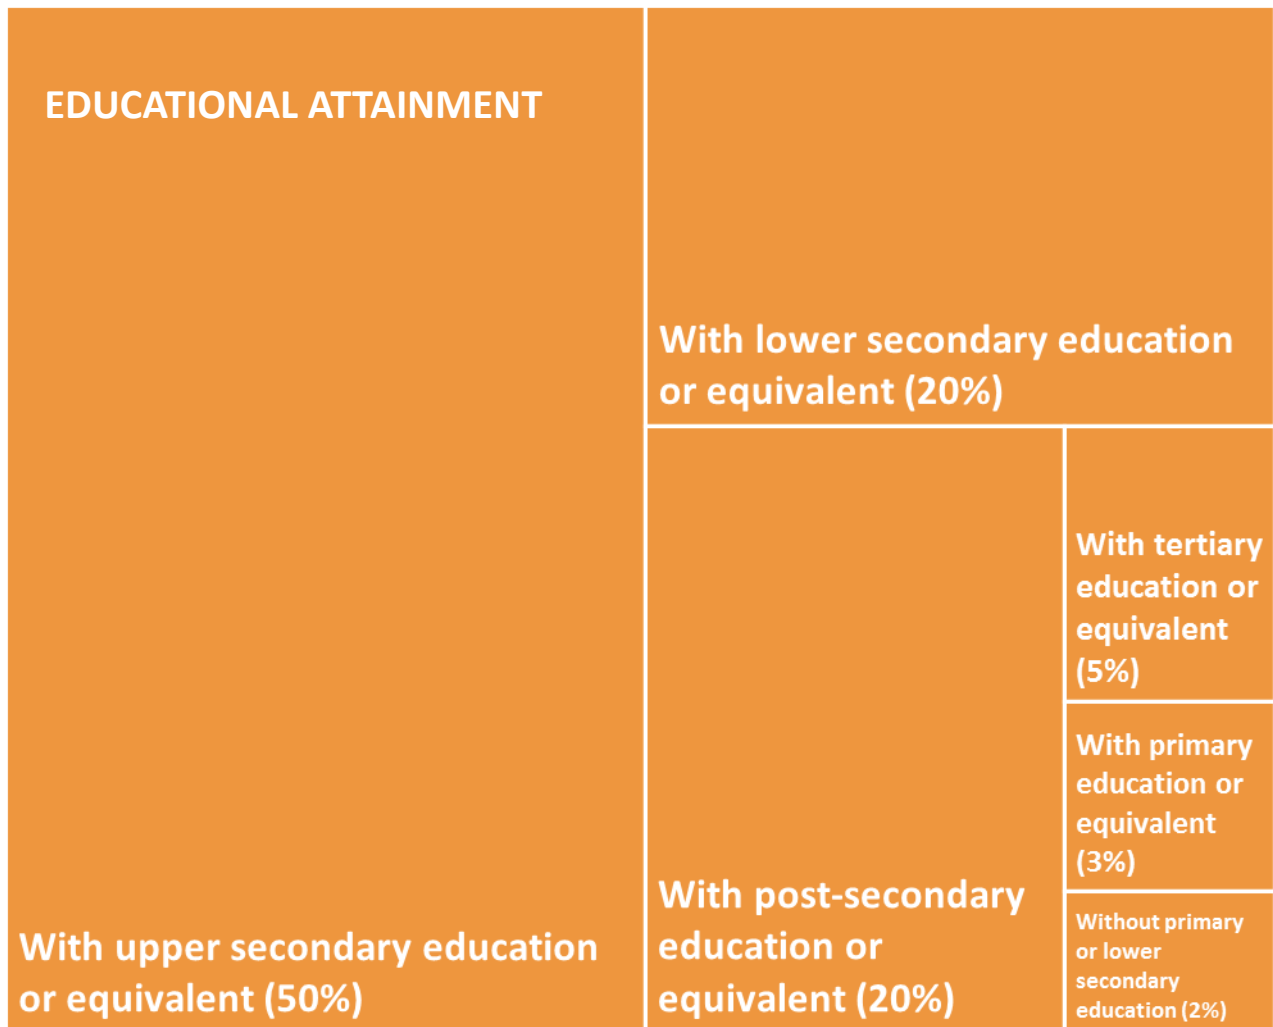 EDUCATIONAL ATTAINMENT
With upper secondary education
or equivalent (50%)
With lower secondary education
or equivalent (20%)
With post-secondary
education or
equivalent (20%)
With tertiary
education or
equivalent
(5%)
With primary
education or
equivalent
(3%)
Without primary
or lower
secondary
education (2%)